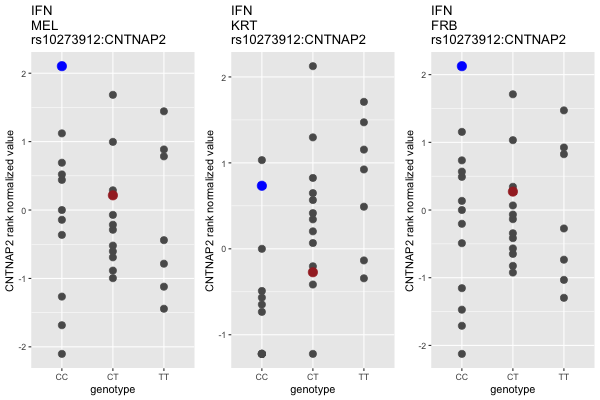 IFN
MEL
rs10273912:CNTNAP2
CNTNAP2 rank normalized value
2
1
0
-1
-2
CC
CT
TT
genotype
IFN
KRT
rs10273912:CNTNAP2
CNTNAP2 rank normalized value
2
1
0
-1
CC
CT
TT
genotype
IFN
FRB
rs10273912:CNTNAP2
CNTNAP2 rank normalized value
2
1
0
-1
-2
CC
CT
TT
genotype